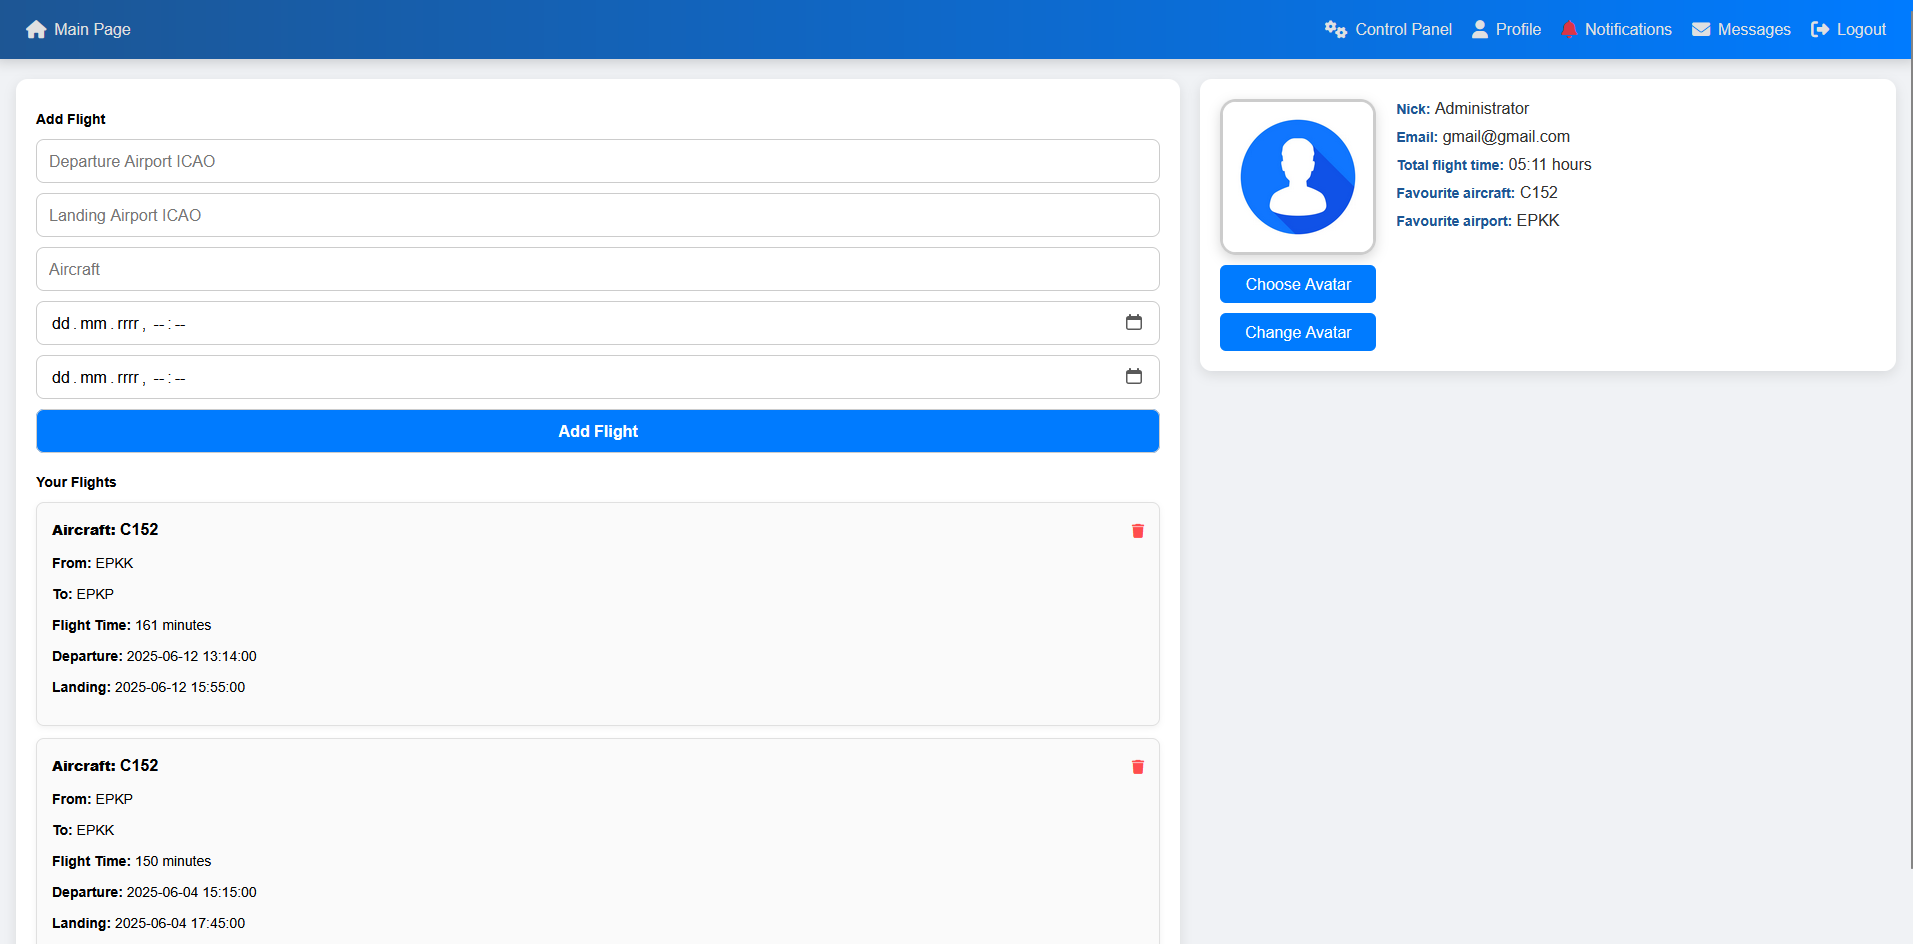 Main Page
Control Panel
Profile
Notifications
Messages
Logout
Add Flight
Departure Airport ICAO
Landing Airport ICAO
Aircraft
dd.mm.rrrr, --:--
dd.mm.rrrr, --:--
Add Flight
Your Flights
Aircraft: C152
From: EPKK
To: EPKP
Flight Time: 161 minutes
Departure: 2025-06-12 13:14:00
Landing: 2025-06-12 15:55:00
Aircraft: C152
From: EPKP
To: EPKK
Flight Time: 150 minutes
Departure: 2025-06-04 15:15:00
Landing: 2025-06-04 17:45:00
Nick: Administrator
Email: gmail@gmail.com
Total flight time: 05:11 hours
Favourite aircraft: C152
Favourite airport: EPKK
Choose Avatar
Change Avatar